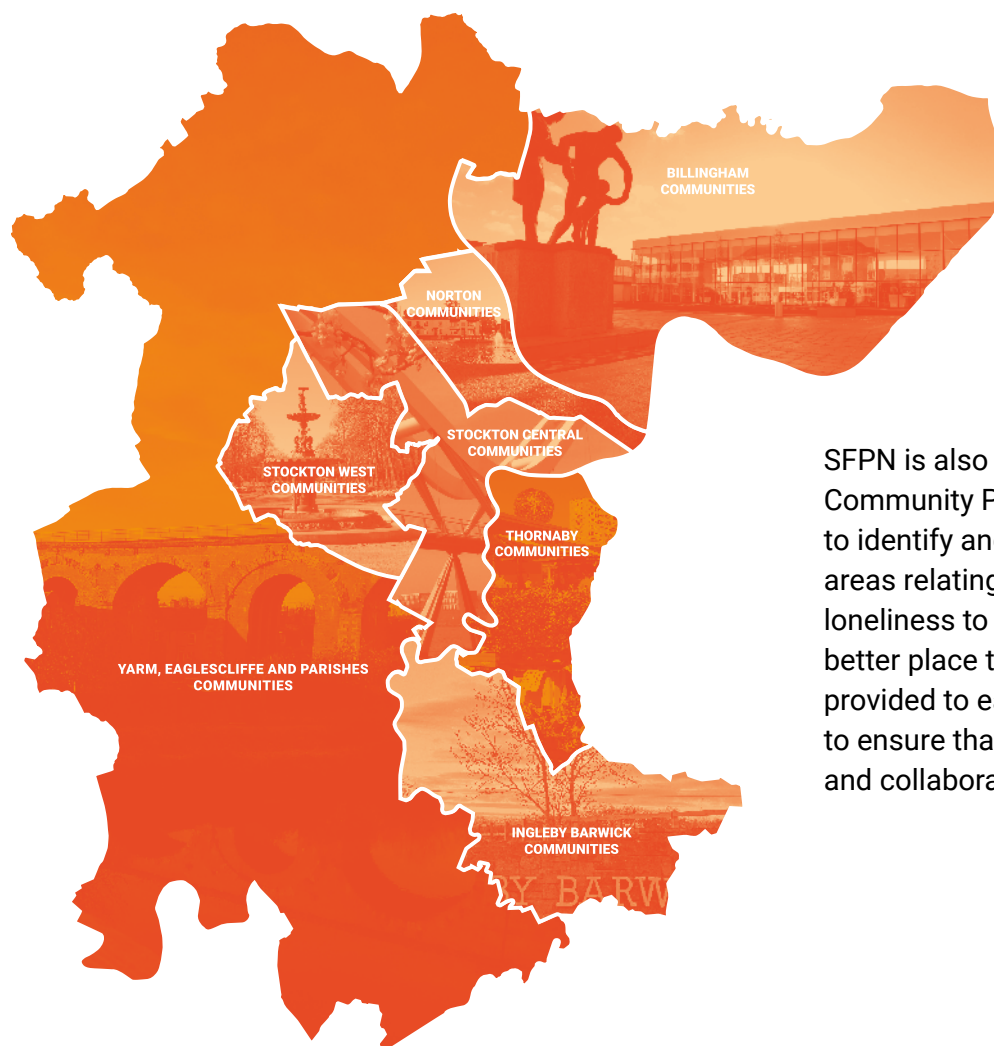 BILLINGHAM
COMMUNITIES
NORTON
COMMUNITIES
STOCKTON CENTRAL
COMMUNITIES
STOCKTON WEST
COMMUNITIES
THORNABY
COMMUNITIES
YARM, EAGLESCLIFFE AND PARISHES
COMMUNITIES
INGLEBY BARWICK
COMMUNITIES
BY BARW
SFPN is also
Community P
to identify an
areas relating
loneliness to
better place t
provided to e
to ensure tha
and collabora